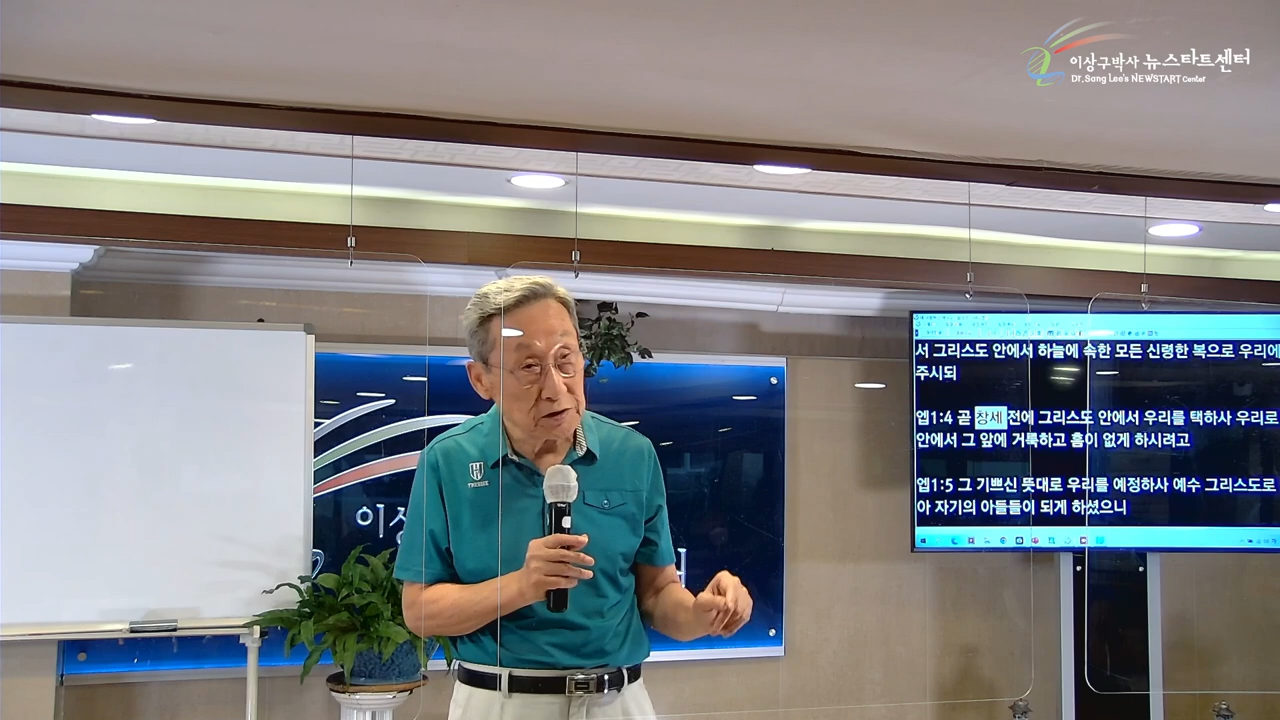 이상구박사 뉴스타트센터
Dr. Sang Lee's NEWSTART Center
서 그리스도 안에서 하늘에 속한 모든 신령한 복으로 우리에
주시되
엡1:4 곧 창세 전에 그리스도 안에서 우리를 택하사 우리로
안에서 그 앞에 거룩하고 흠이 없게 하시려고
엡1:5 그 기쁘신 뜻대로 우리를 예정하사 예수 그리스도로
아 자기의 아들들이 되게 하셨으니
이상